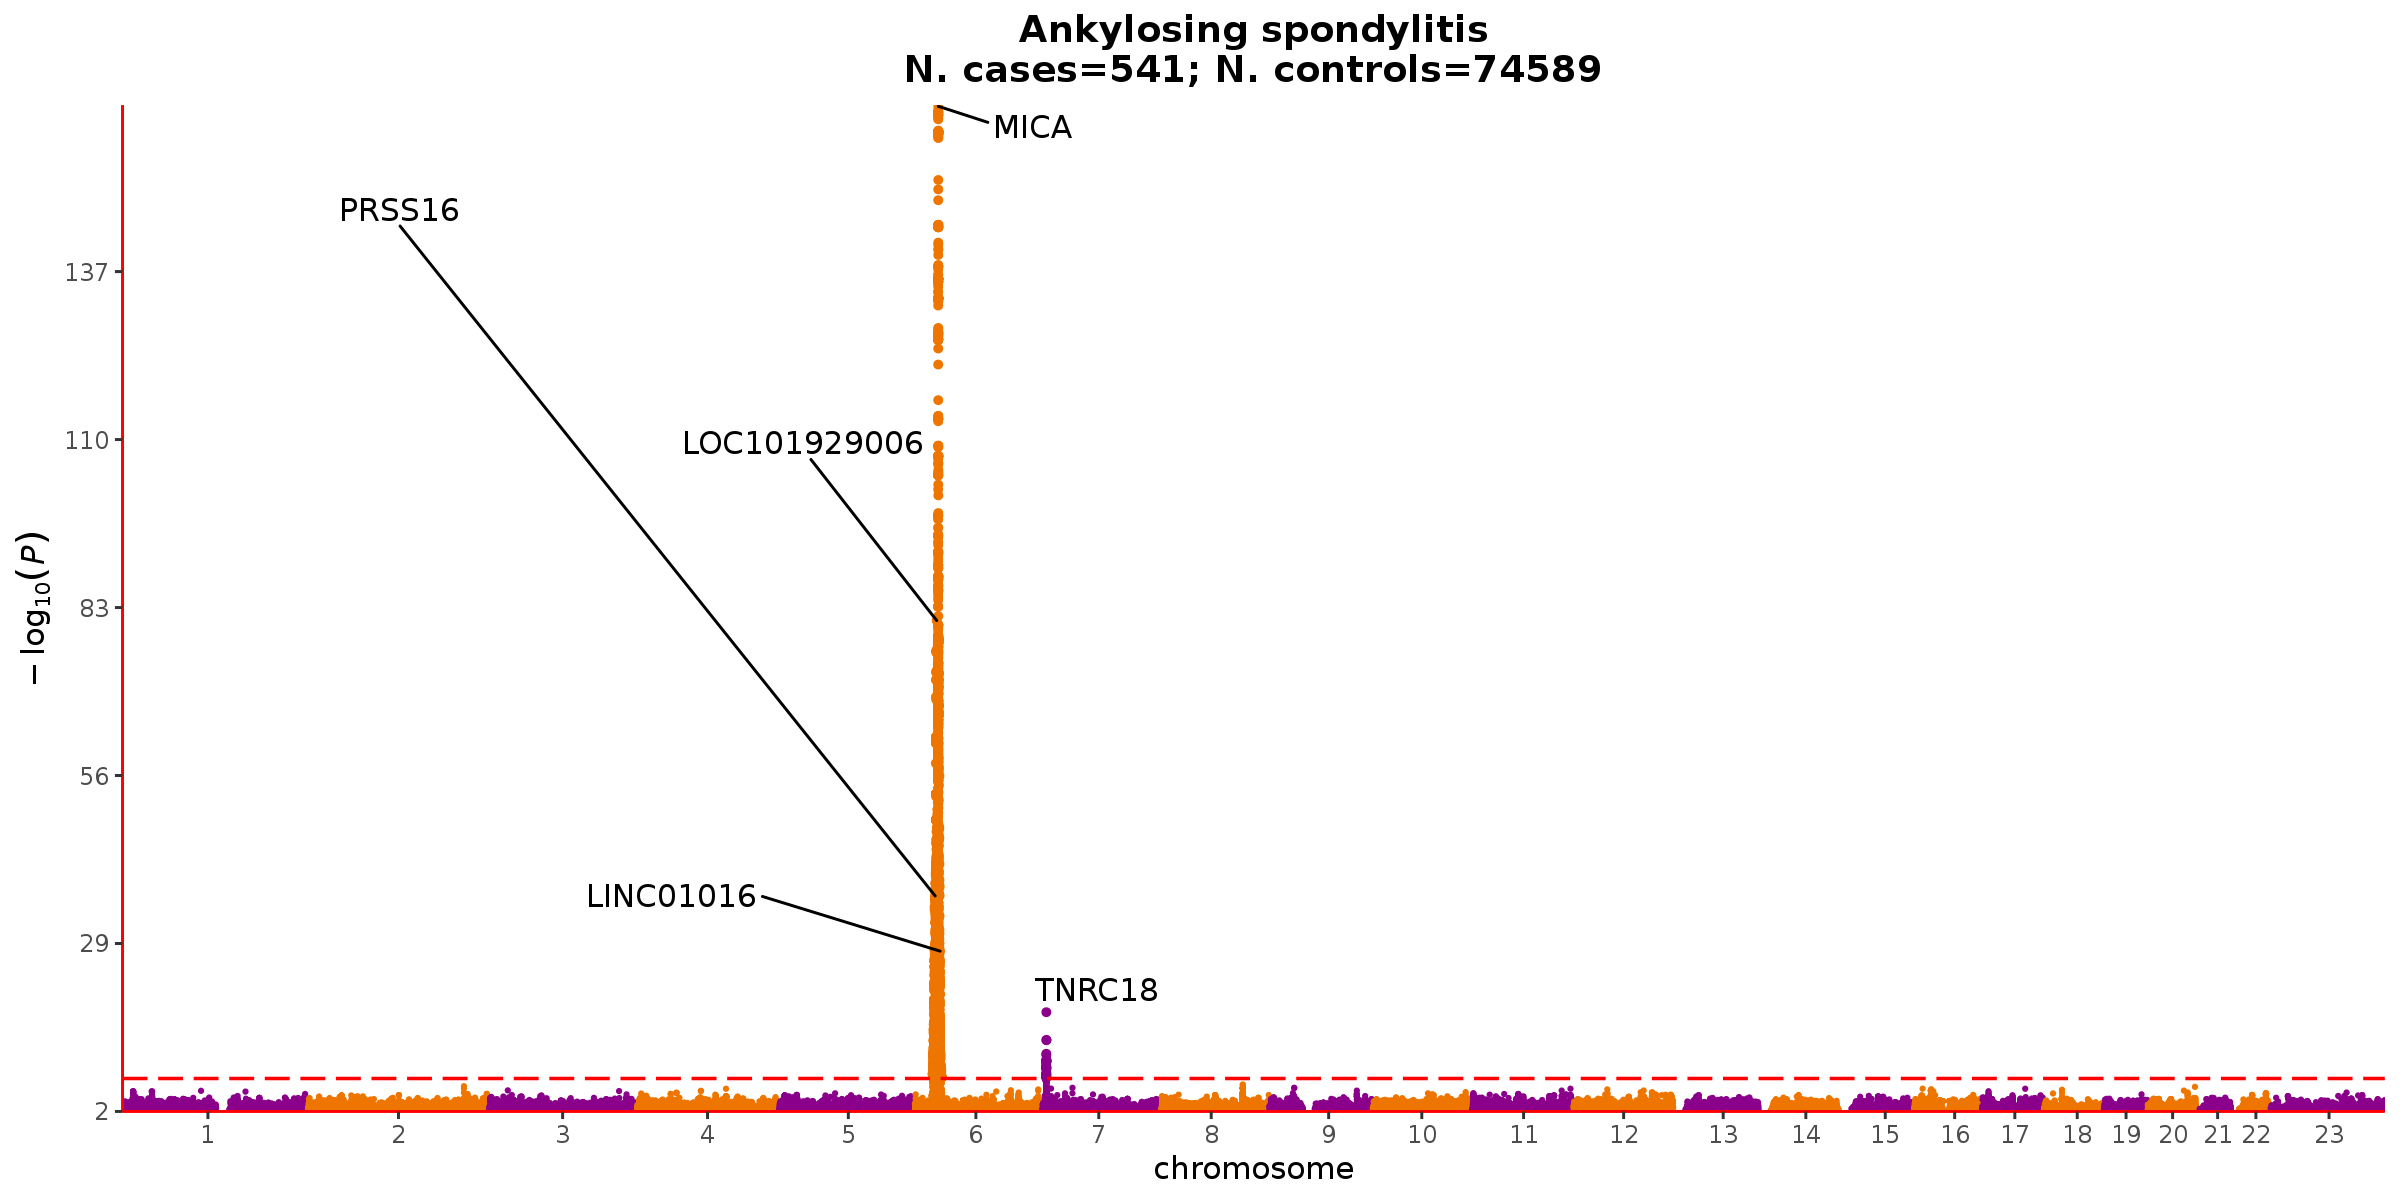 Ankylosing spondylitis
N. cases=541; N. controls=74589
MICA
PRSS16
137
110
LOC101929006
83
−log10(P)
56
LINC01016
29
TNRC18
2
1 2 3 4 5 6 7 8 9 10 11 12 13 14 15 16 17 18 19 20 21 22 23
chromosome